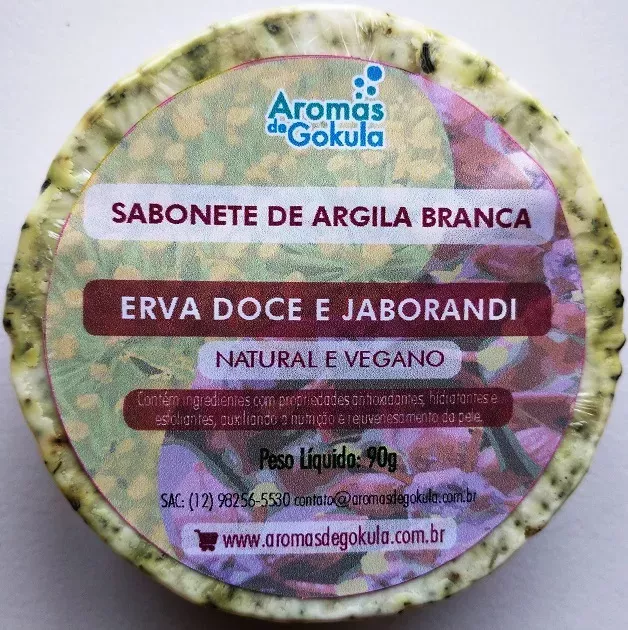 Aromas
de Gokula
SABONETE DE ARGILA BRANCA
ERVA DOCE E JABORANDI
NATURAL E VEGANO
Contém ingredientes com propriedades antioxidantes, hidratantes e
esfoliantes, auxiliando a nutrição e rejuvenesamento da pele.
Peso Líquido: 90g
SAC: (12) 98256-5530 contato@aromasdegokula.com.br
www.aromasdegokula.com.br